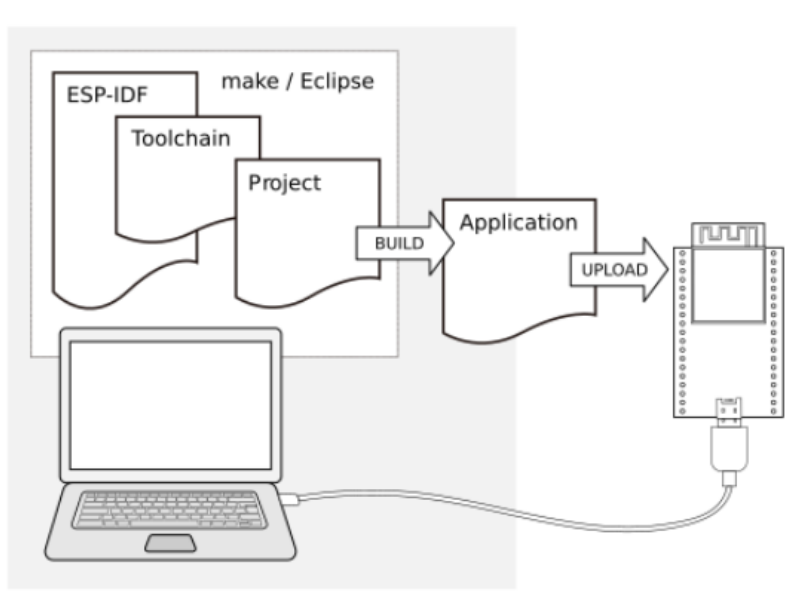 ESP-IDF
make / Eclipse
Toolchain
Project
BUILD
Application
UPLOAD